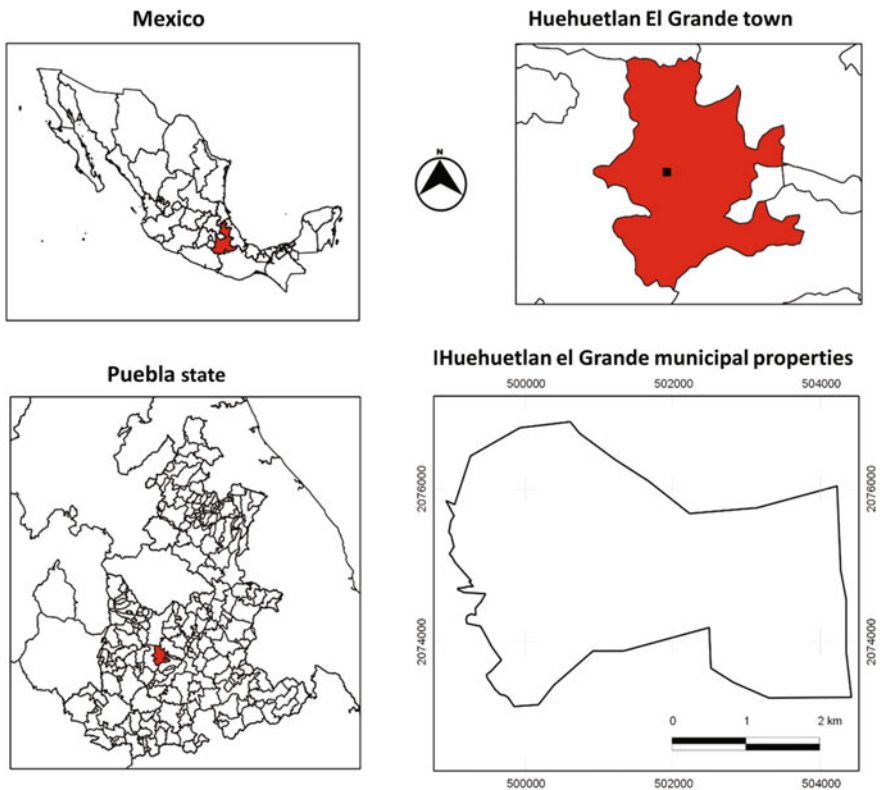 Mexico
Huehuetlan El Grande town
N
Puebla state
IHuehuetlan el Grande municipal properties
500000 502000 504000
2076000 2076000
2074000 2074000
0 1 2 km
500000 502000 504000